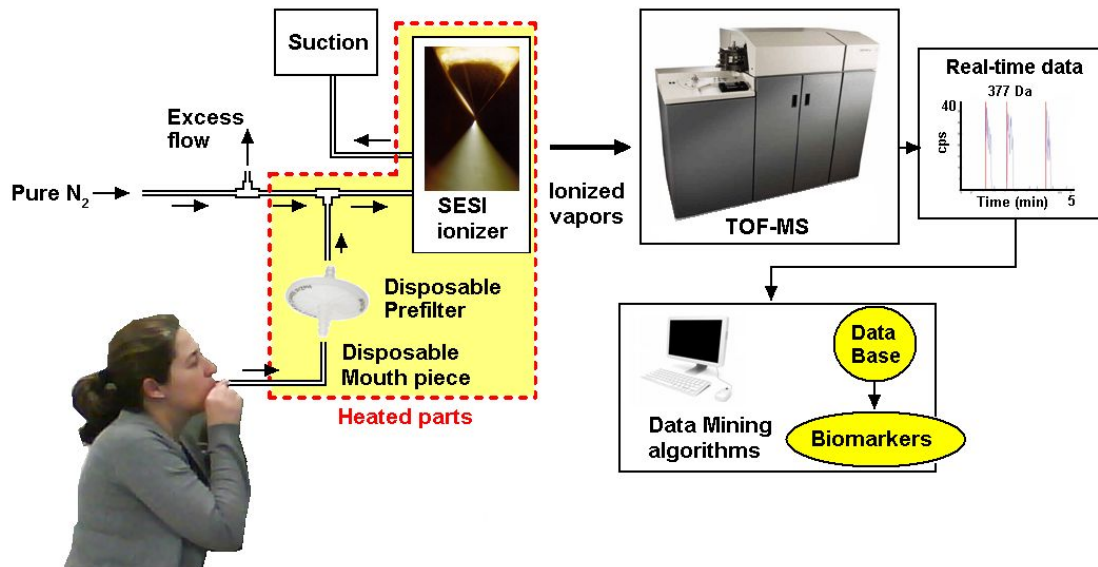 Suction
Excess
flow
Pure N₂
SESI
ionizer
Disposable
Prefilter
Disposable
Mouth piece
Heated parts
Ionized
vapors
TOF-MS
Real-time data
377 Da
40
cps
Time (min)
5
Data Mining
algorithms
Data
Base
Biomarkers